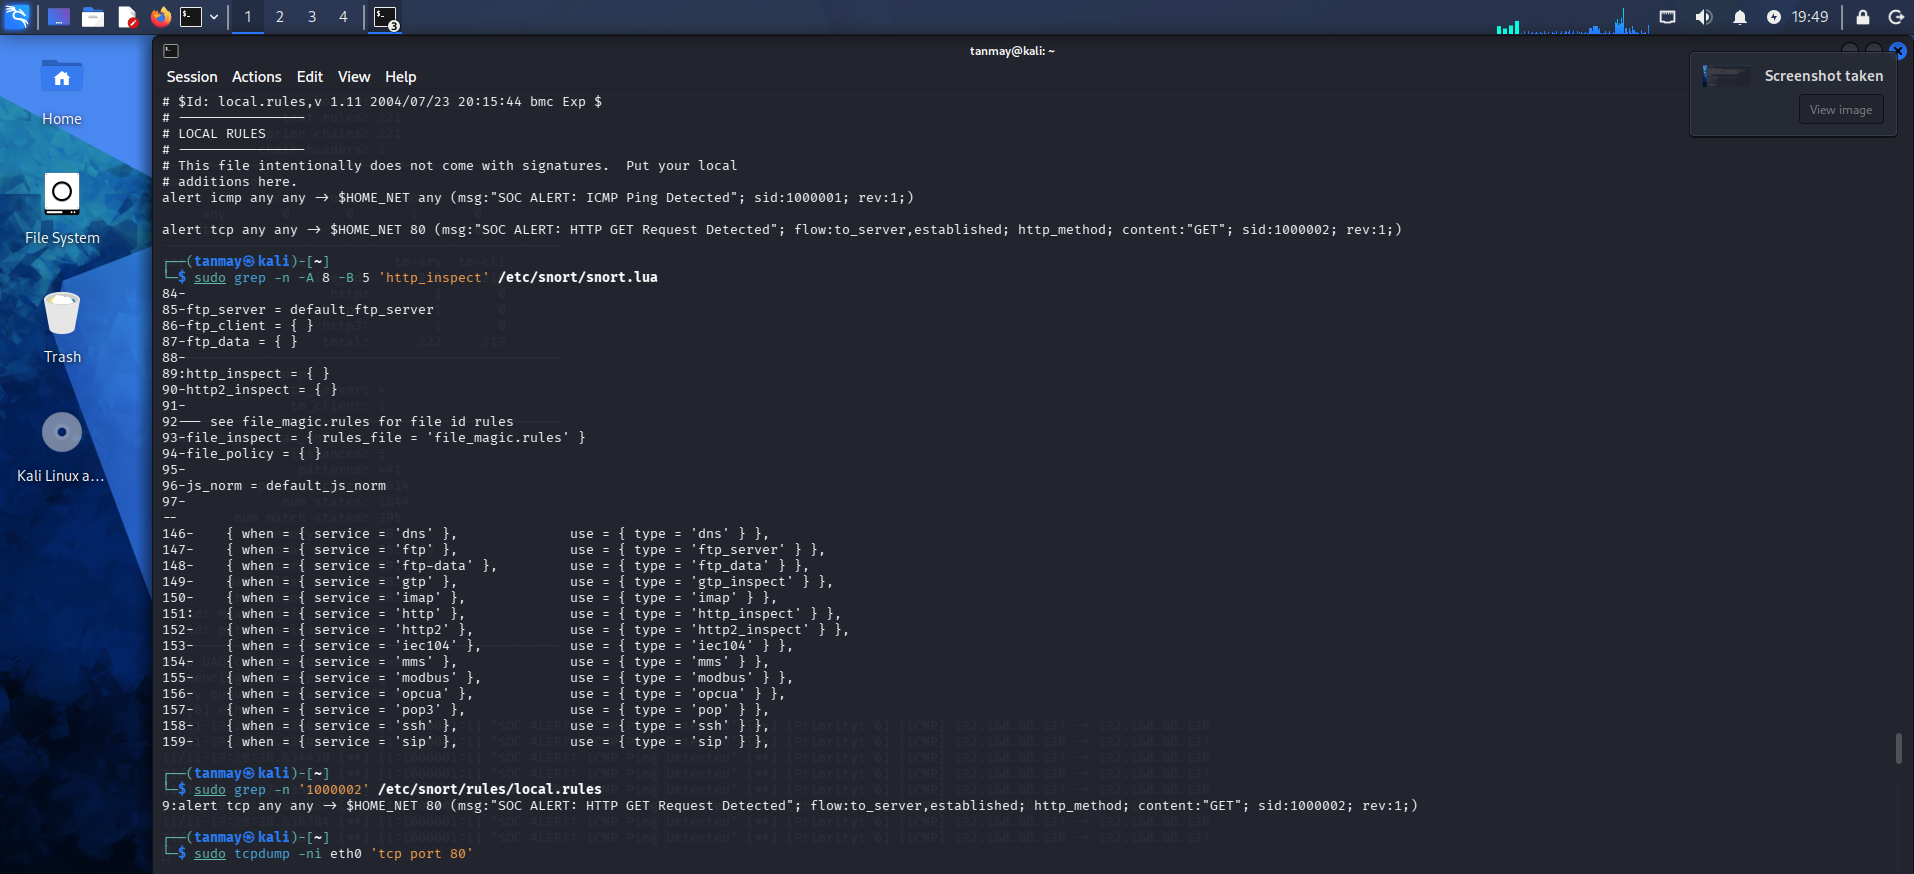 1 2 3 4
3
19:49
tanmay@kali: ~
Session Actions Edit View Help
Screenshot taken
View image
Home
File System
Trash
Kali Linux a...
# $Id: local.rules,v 1.11 2004/07/23 20:15:44 bmc Exp $
# ----------------
# LOCAL RULES
# ----------------
# This file intentionally does not come with signatures.  Put your local
# additions here.
alert icmp any any -> $HOME_NET any (msg:"SOC ALERT: ICMP Ping Detected"; sid:1000001; rev:1;)
alert tcp any any -> $HOME_NET 80 (msg:"SOC ALERT: HTTP GET Request Detected"; flow:to_server,established; http_method; content:"GET"; sid:1000002; rev:1;)
┌──(tanmay㉿kali)-[~]
└─$ sudo grep -n -A 8 -B 5 'http_inspect' /etc/snort/snort.lua
84-
85-ftp_server = default_ftp_server
86-ftp_client = { }
87-ftp_data = { }
88-
89:http_inspect = { }
90-http2_inspect = { }
91-
92--- see file_magic.rules for file id rules
93-file_inspect = { rules_file = 'file_magic.rules' }
94-file_policy = { }
95-
96-js_norm = default_js_norm
97-
--
146-    { when = { service = 'dns' },              use = { type = 'dns' } },
147-    { when = { service = 'ftp' },              use = { type = 'ftp_server' } },
148-    { when = { service = 'ftp-data' },         use = { type = 'ftp_data' } },
149-    { when = { service = 'gtp' },              use = { type = 'gtp_inspect' } },
150-    { when = { service = 'imap' },             use = { type = 'imap' } },
151:    { when = { service = 'http' },             use = { type = 'http_inspect' } },
152-    { when = { service = 'http2' },            use = { type = 'http2_inspect' } },
153-    { when = { service = 'iec104' },           use = { type = 'iec104' } },
154-    { when = { service = 'mms' },              use = { type = 'mms' } },
155-    { when = { service = 'modbus' },           use = { type = 'modbus' } },
156-    { when = { service = 'opcua' },            use = { type = 'opcua' } },
157-    { when = { service = 'pop3' },             use = { type = 'pop' } },
158-    { when = { service = 'ssh' },              use = { type = 'ssh' } },
159-    { when = { service = 'sip' },              use = { type = 'sip' } },
┌──(tanmay㉿kali)-[~]
└─$ sudo grep -n '1000002' /etc/snort/rules/local.rules
9:alert tcp any any -> $HOME_NET 80 (msg:"SOC ALERT: HTTP GET Request Detected"; flow:to_server,established; http_method; content:"GET"; sid:1000002; rev:1;)
┌──(tanmay㉿kali)-[~]
└─$ sudo tcpdump -ni eth0 'tcp port 80'